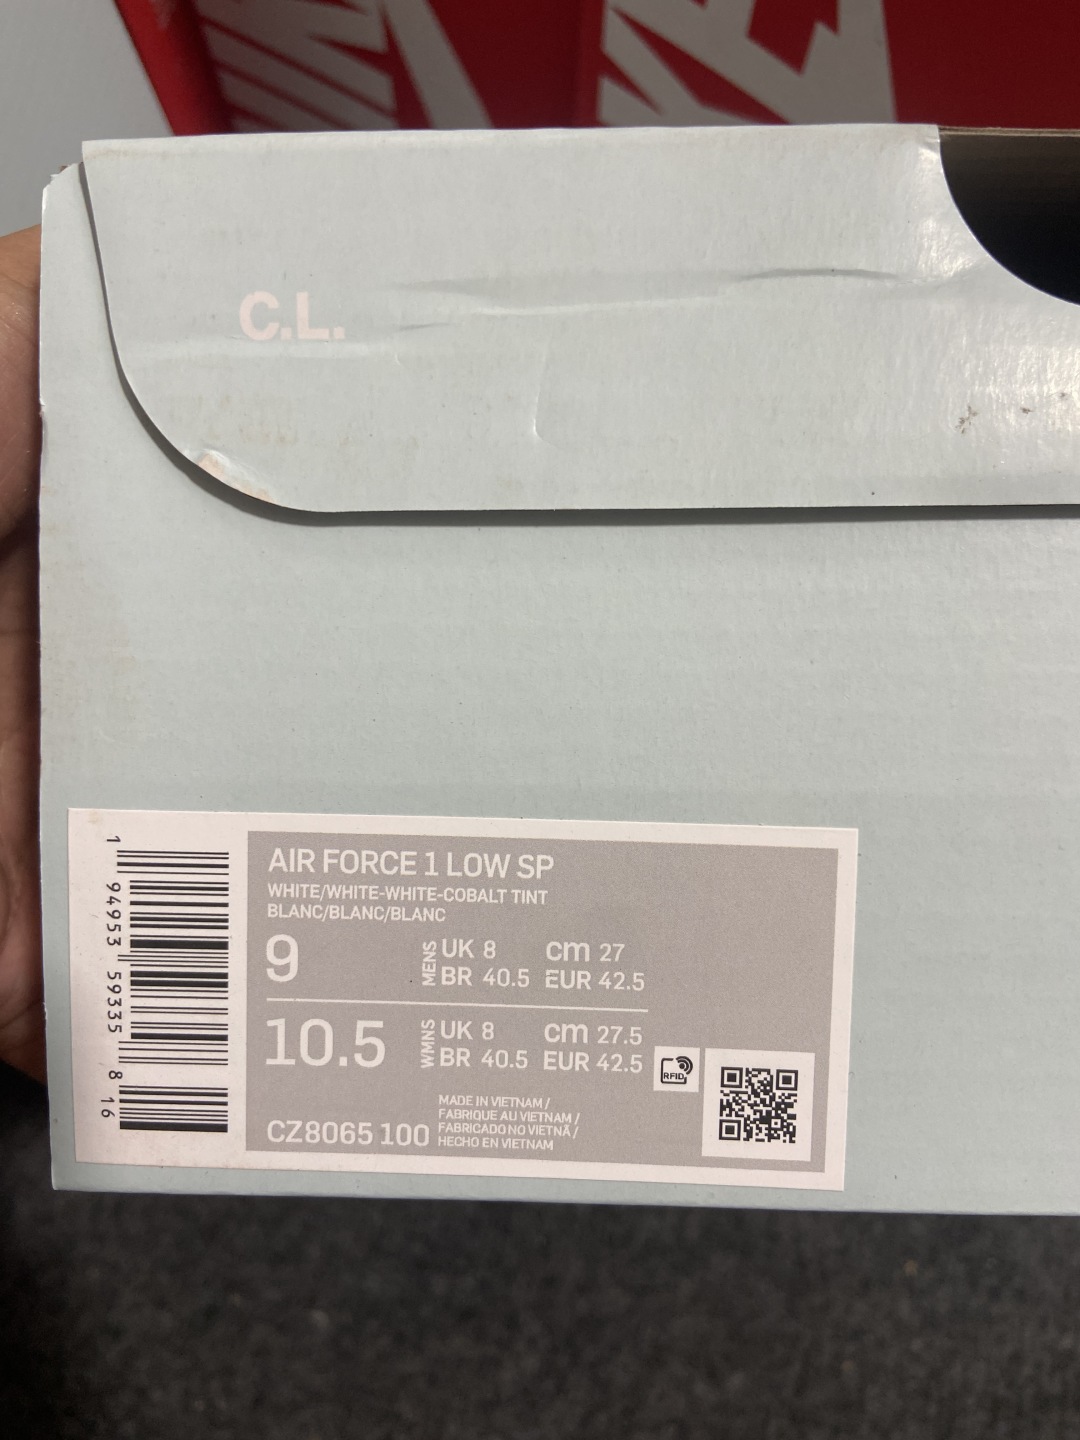 NIKE
C.L.
1 94953 59335 8 16
AIR FORCE 1 LOW SP
WHITE/WHITE-WHITE-COBALT TINT
BLANC/BLANC/BLANC
9 MENS UK 8 cm 27
BR 40.5 EUR 42.5
10.5 WMNS UK 8 cm 27.5
BR 40.5 EUR 42.5
RFID
MADE IN VIETNAM /
FABRIQUE AU VIETNAM /
FABRICADO NO VIETNÃ /
HECHO EN VIETNAM
CZ8065 100